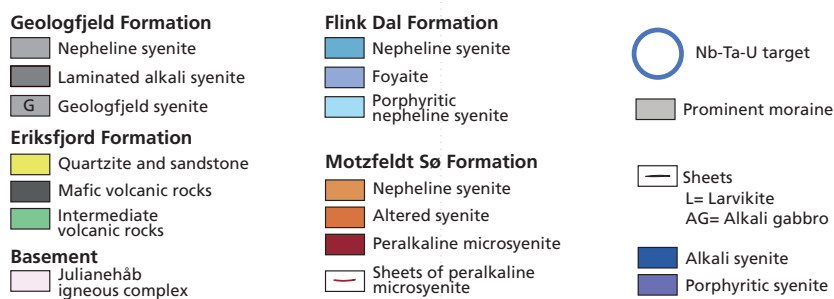 Geologfjeld Formation
Nepheline syenite
Laminated alkali syenite
G Geologfjeld syenite
Eriksfjord Formation
Quartzite and sandstone
Mafic volcanic rocks
Intermediate
volcanic rocks
Basement
Julianehåb
igneous complex
Flink Dal Formation
Nepheline syenite
Foyaite
Porphyritic
nepheline syenite
Motzfeldt Sø Formation
Nepheline syenite
Altered syenite
Peralkaline microsyenite
Sheets of peralkaline
microsyenite
Nb-Ta-U target
Prominent moraine
Sheets
L= Larvikite
AG= Alkali gabbro
Alkali syenite
Porphyritic syenite